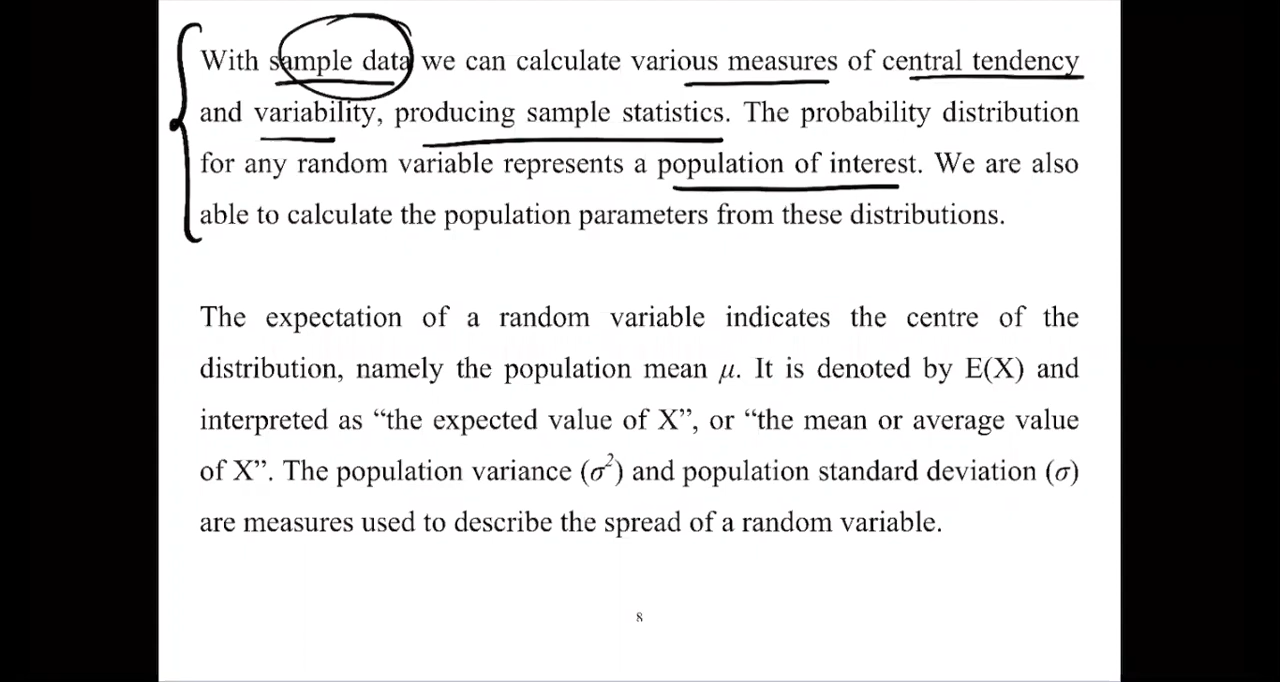 With sample data we can calculate various measures of central tendency
and variability, producing sample statistics. The probability distribution
for any random variable represents a population of interest. We are also
able to calculate the population parameters from these distributions.
The expectation of a random variable indicates the centre of the
distribution, namely the population mean μ. It is denoted by E(X) and
interpreted as “the expected value of X”, or “the mean or average value
of X”. The population variance (σ²) and population standard deviation (σ)
are measures used to describe the spread of a random variable.
8